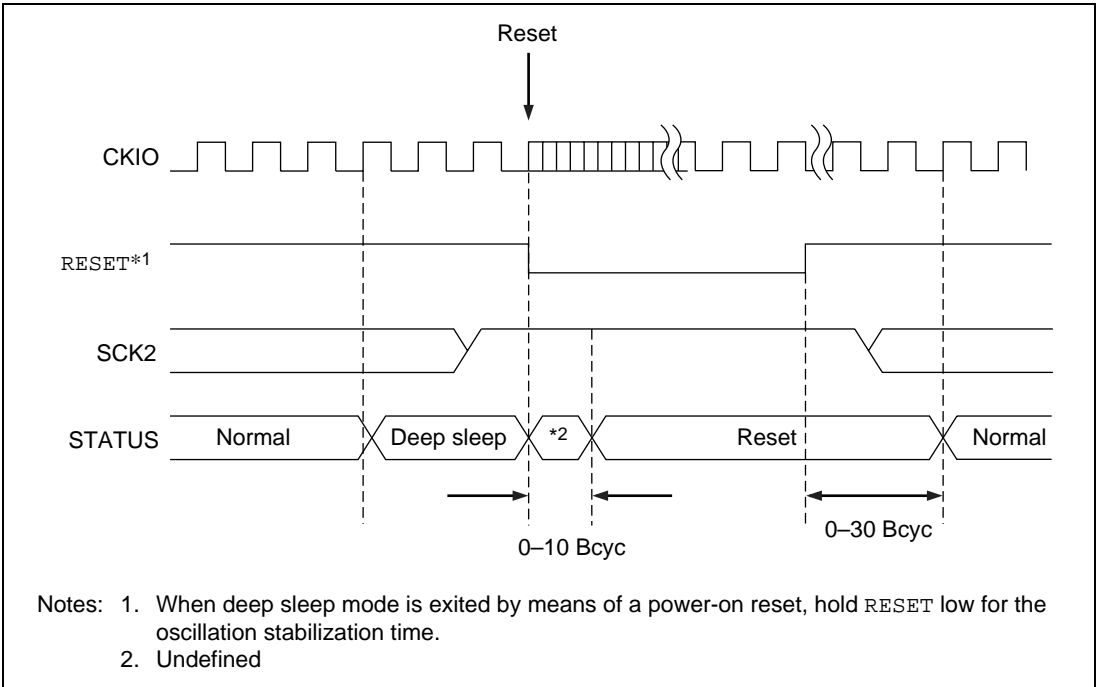 Reset
CKIO
RESET*1
SCK2
STATUS Normal Deep sleep *2 Reset Normal
0–10 Bcyc
0–30 Bcyc
Notes: 1. When deep sleep mode is exited by means of a power-on reset, hold RESET low for the
oscillation stabilization time.
2. Undefined